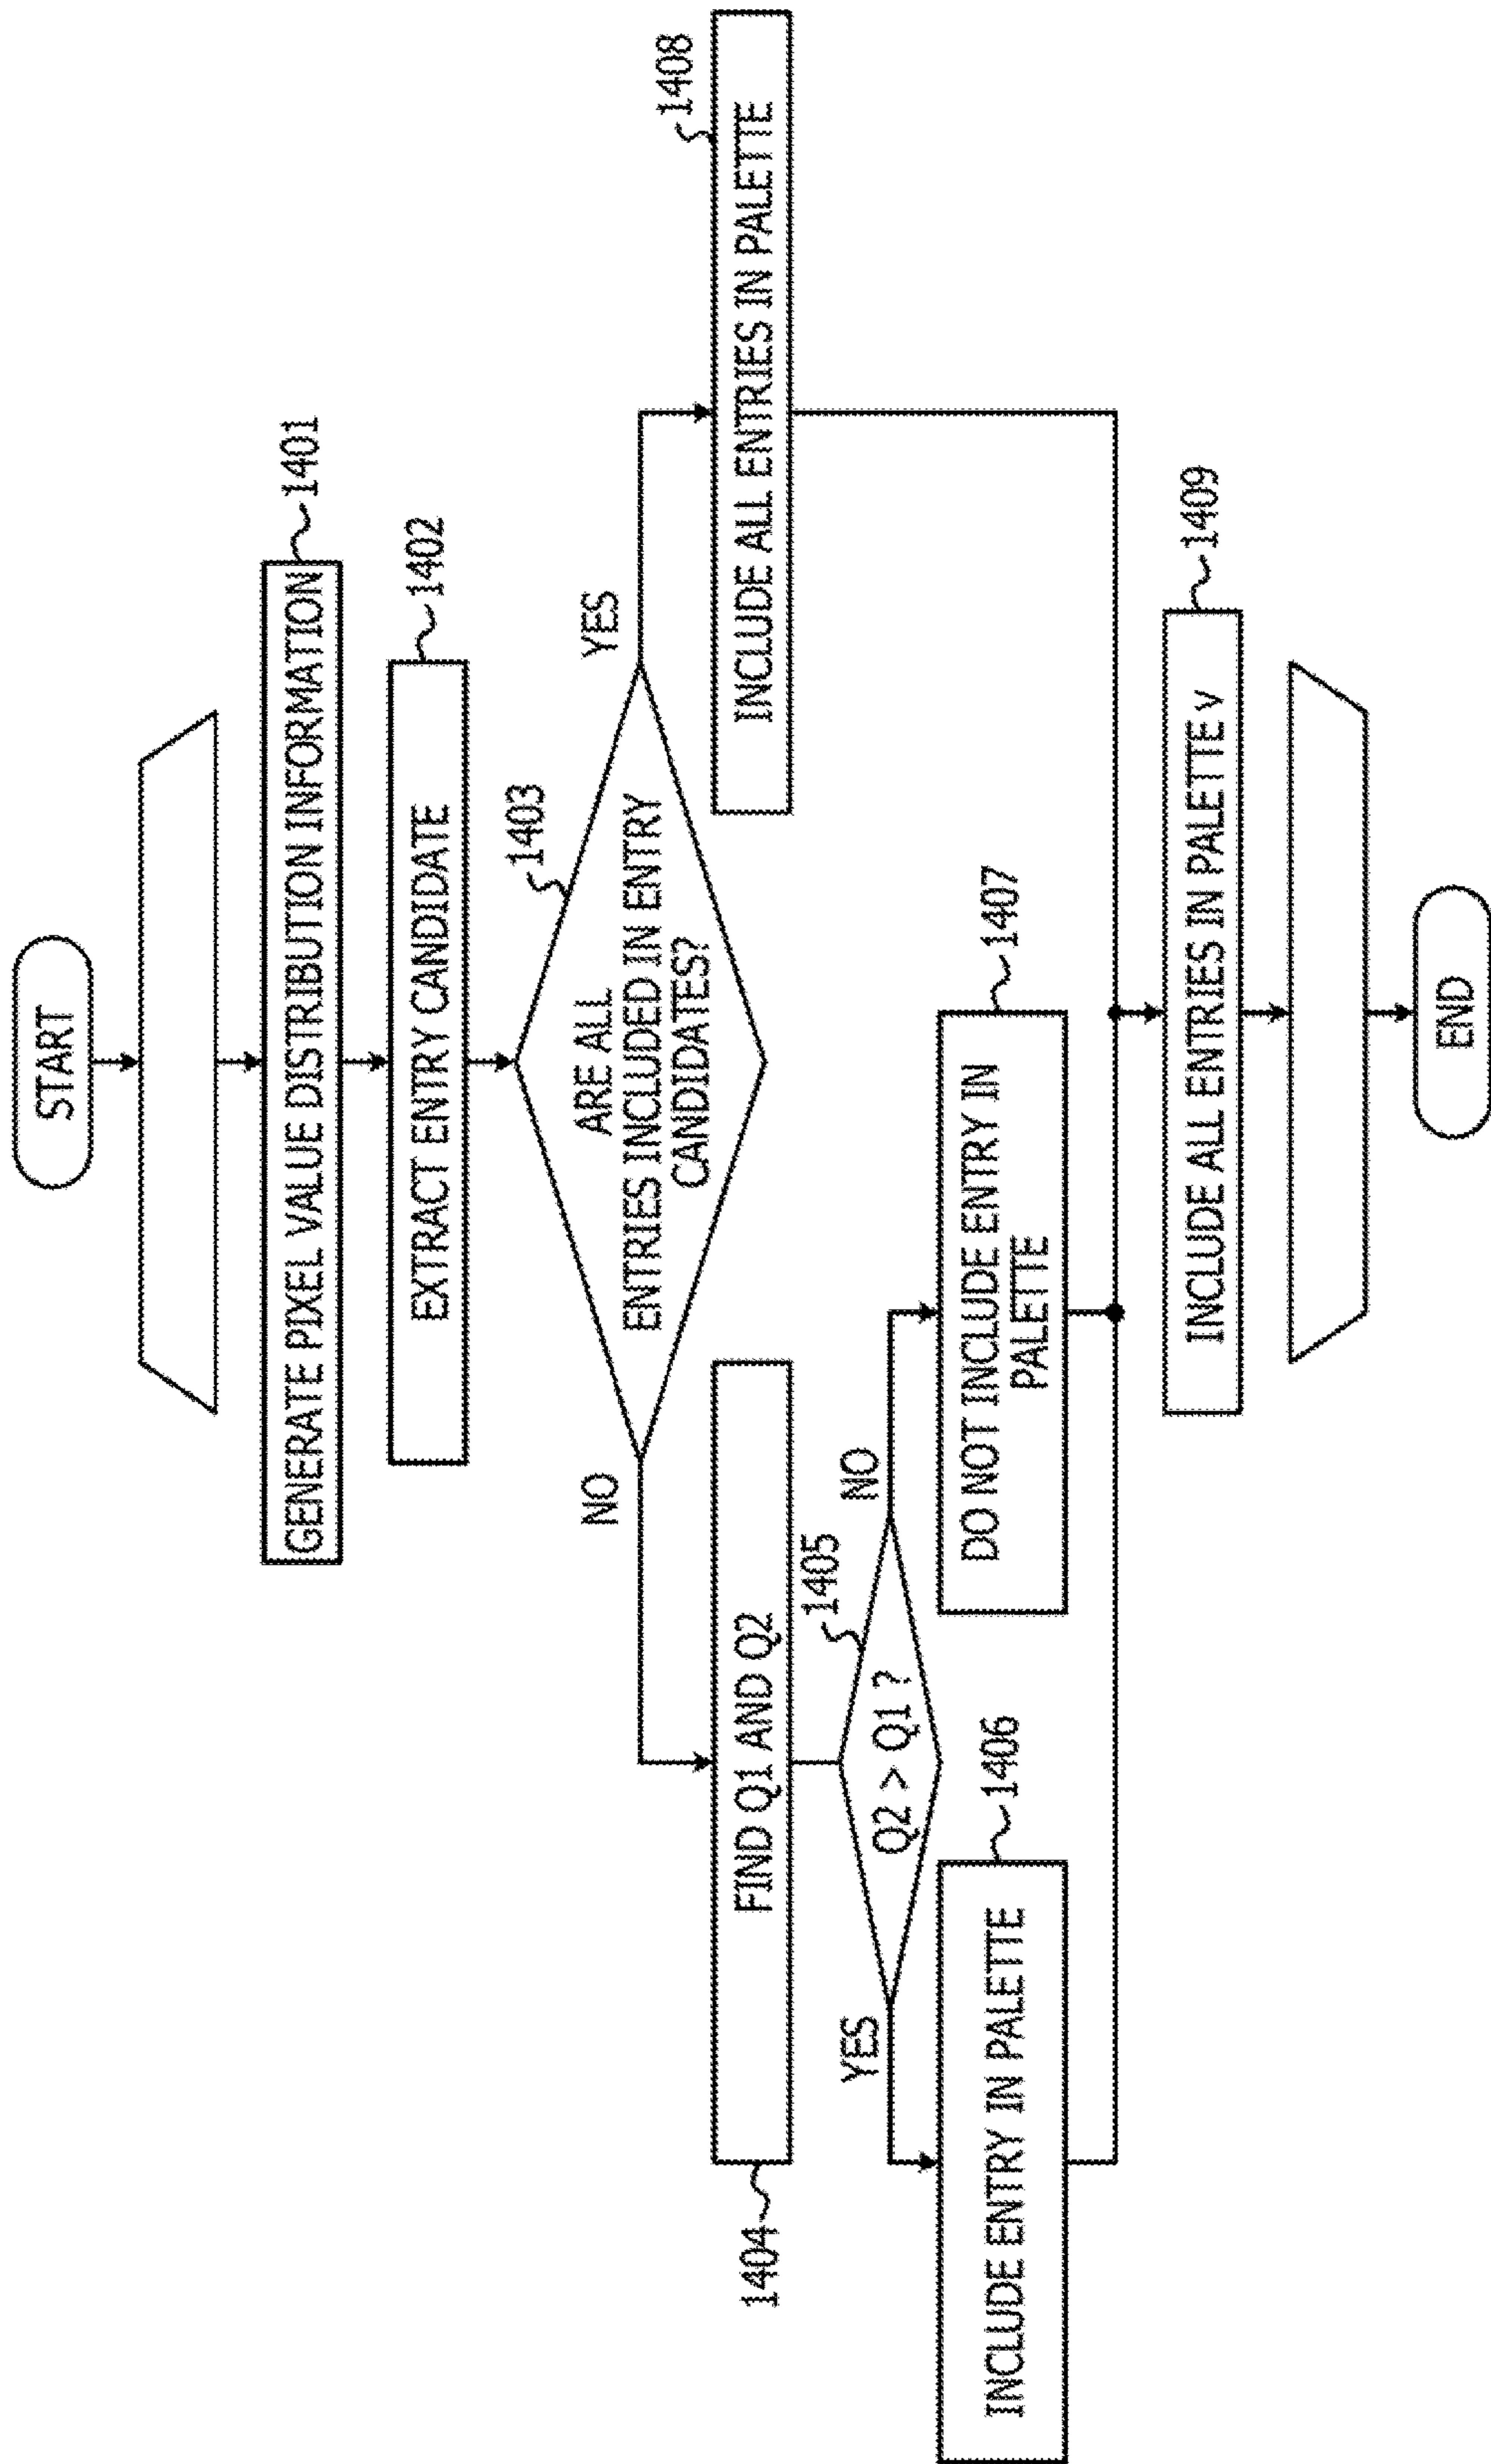 START
GENERATE PIXEL VALUE DISTRIBUTION INFORMATION
1401
EXTRACT ENTRY CANDIDATE
1402
1403
ARE ALL
ENTRIES INCLUDED IN ENTRY
CANDIDATES?
NO
YES
1404
FIND Q1 AND Q2
INCLUDE ALL ENTRIES IN PALETTE
1408
1405
Q2 > Q1 ?
YES
NO
INCLUDE ENTRY IN PALETTE
1406
DO NOT INCLUDE ENTRY IN
PALETTE
1407
INCLUDE ALL ENTRIES IN PALETTE v
1409
END